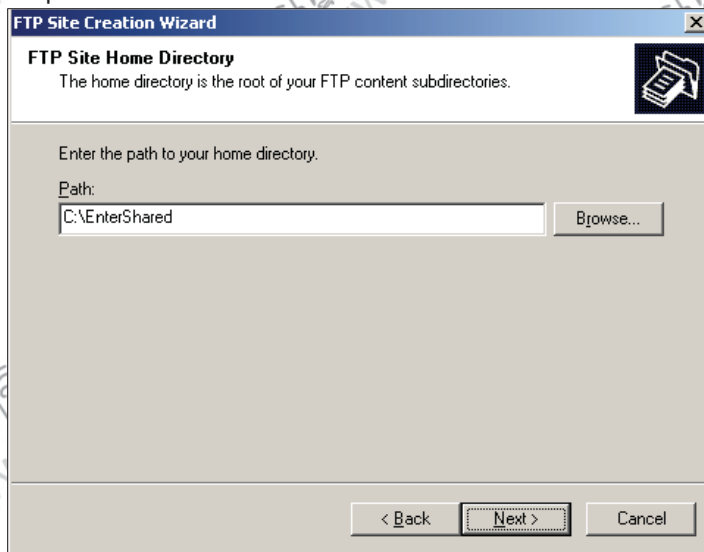 FTP Site Creation Wizard
FTP Site Home Directory
The home directory is the root of your FTP content subdirectories.
Enter the path to your home directory.
Path:
C:\EnterShared
Browse...
< Back
Next >
Cancel